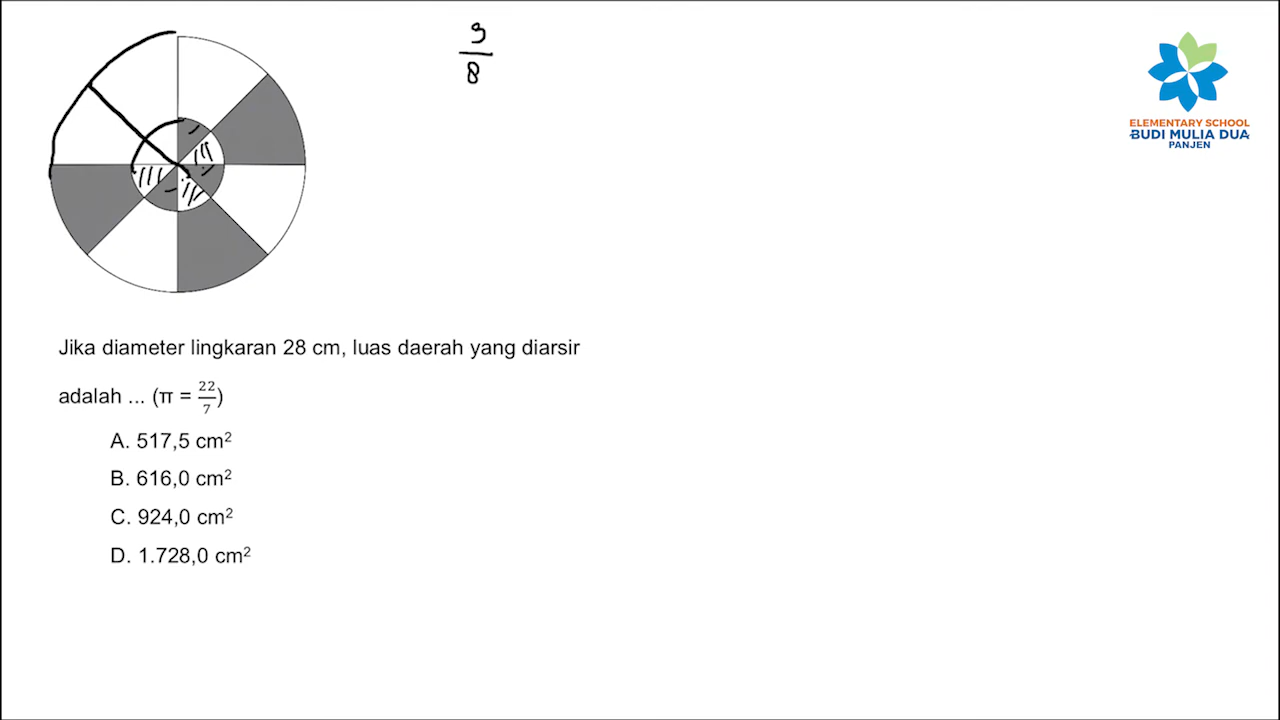 3
8
ELEMENTARY SCHOOL
BUDI MULIA DUA
PANJEN
Jika diameter lingkaran 28 cm, luas daerah yang diarsir
adalah ... (π = 22/7)
A. 517,5 cm²
B. 616,0 cm²
C. 924,0 cm²
D. 1.728,0 cm²